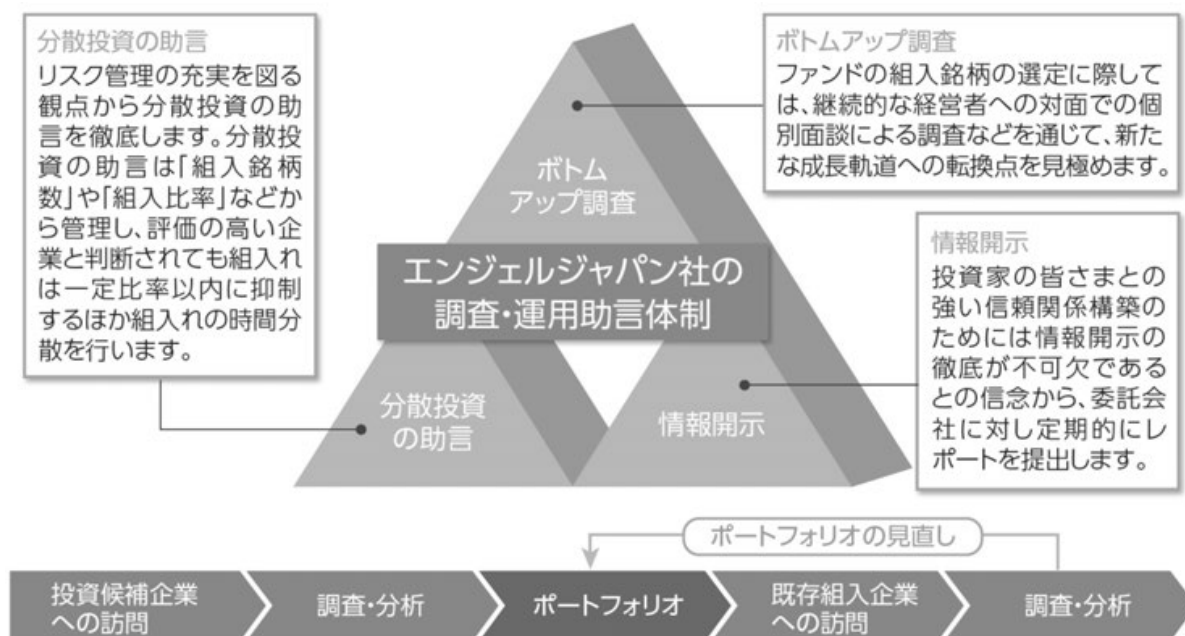 分散投資の助言
リスク管理の充実を図る
観点から分散投資の助
言を徹底します。分散投
資の助言は「組入銘柄
数」や「組入比率」などか
ら管理し、評価の高い企
業と判断されても組入れ
は一定比率以内に抑制
するほか組入れの時間分
散を行います。
ボトムアップ調査
ファンドの組入銘柄の選定に際して
は、継続的な経営者への対面での個
別面談による調査などを通じて、新た
な成長軌道への転換点を見極めます。
ボトム
アップ調査
エンジェルジャパン社の
調査・運用助言体制
分散投資
の助言
情報開示
情報開示
投資家の皆さまとの
強い信頼関係構築の
ためには情報開示の
徹底が不可欠である
との信念から、委託会
社に対し定期的にレ
ポートを提出します。
ポートフォリオの見直し
投資候補企業
への訪問
調査・分析
ポートフォリオ
既存組入企業
への訪問
調査・分析